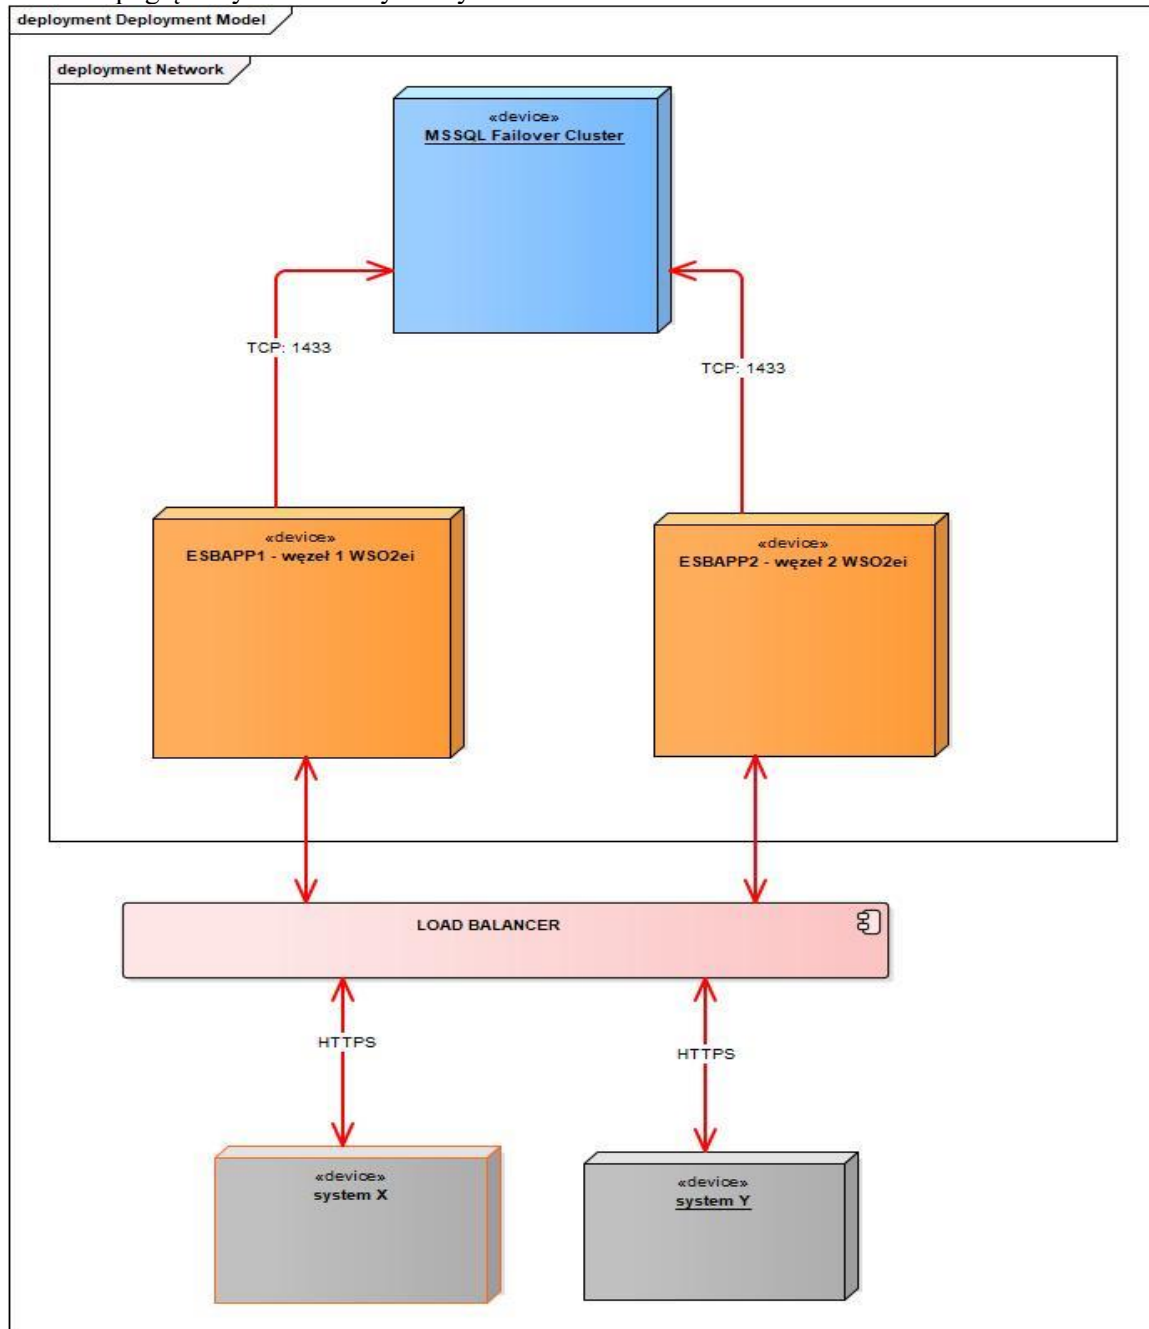 deployment Deployment Model
deployment Network
«device»
MSSQL Failover Cluster
TCP: 1433
TCP: 1433
«device»
ESBAPP1 - węzeł 1 WSO2ei
«device»
ESBAPP2 - węzeł 2 WSO2ei
LOAD BALANCER
HTTPS
HTTPS
«device»
system X
«device»
system Y